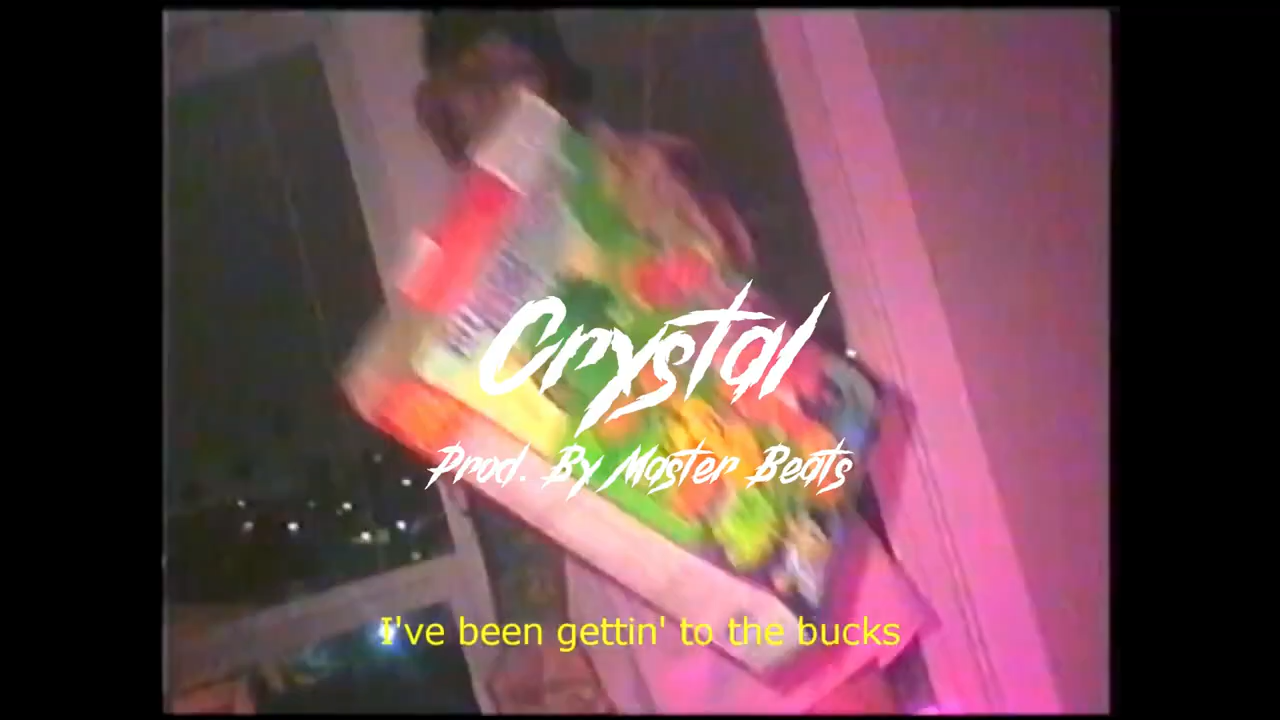 Crystal
Prod. By Master Beats
I've been gettin' to the bucks